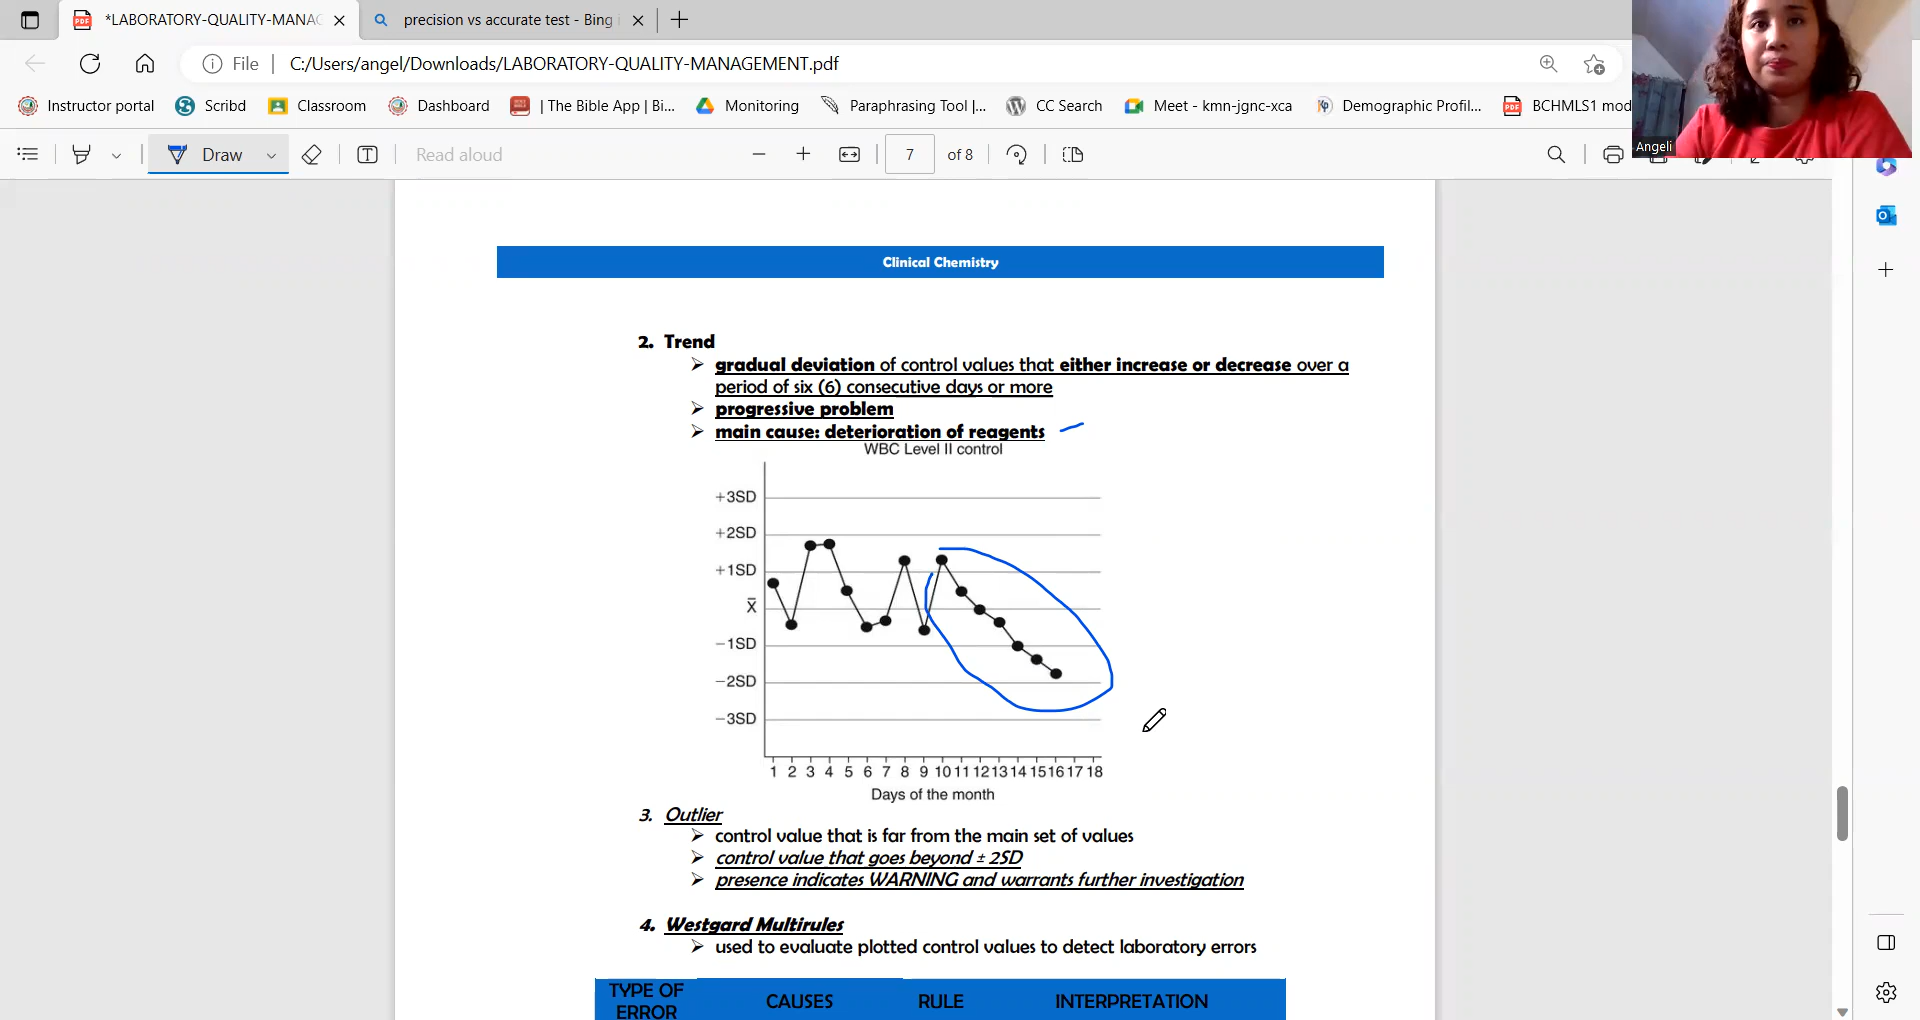 *LABORATORY-QUALITY-MANA
precision vs accurate test - Bing i
File
C:/Users/angel/Downloads/LABORATORY-QUALITY-MANAGEMENT.pdf
Instructor portal
Scribd
Classroom
Dashboard
| The Bible App | Bi...
Monitoring
Paraphrasing Tool |...
CC Search
Meet - kmn-jgnc-xca
Demographic Profil...
BCHMLS1 mod
Angeli
Draw
Read aloud
7
of 8
Clinical Chemistry
2. Trend
➢ gradual deviation of control values that either increase or decrease over a
period of six (6) consecutive days or more
➢ progressive problem
➢ main cause: deterioration of reagents
WBC Level II control
+3SD
+2SD
+1SD
X̄
−1SD
−2SD
−3SD
1 2 3 4 5 6 7 8 9 10 11 12 13 14 15 16 17 18
Days of the month
3. Outlier
➢ control value that is far from the main set of values
➢ control value that goes beyond ± 2SD
➢ presence indicates WARNING and warrants further investigation
4. Westgard Multirules
➢ used to evaluate plotted control values to detect laboratory errors
TYPE OF
ERROR
CAUSES
RULE
INTERPRETATION